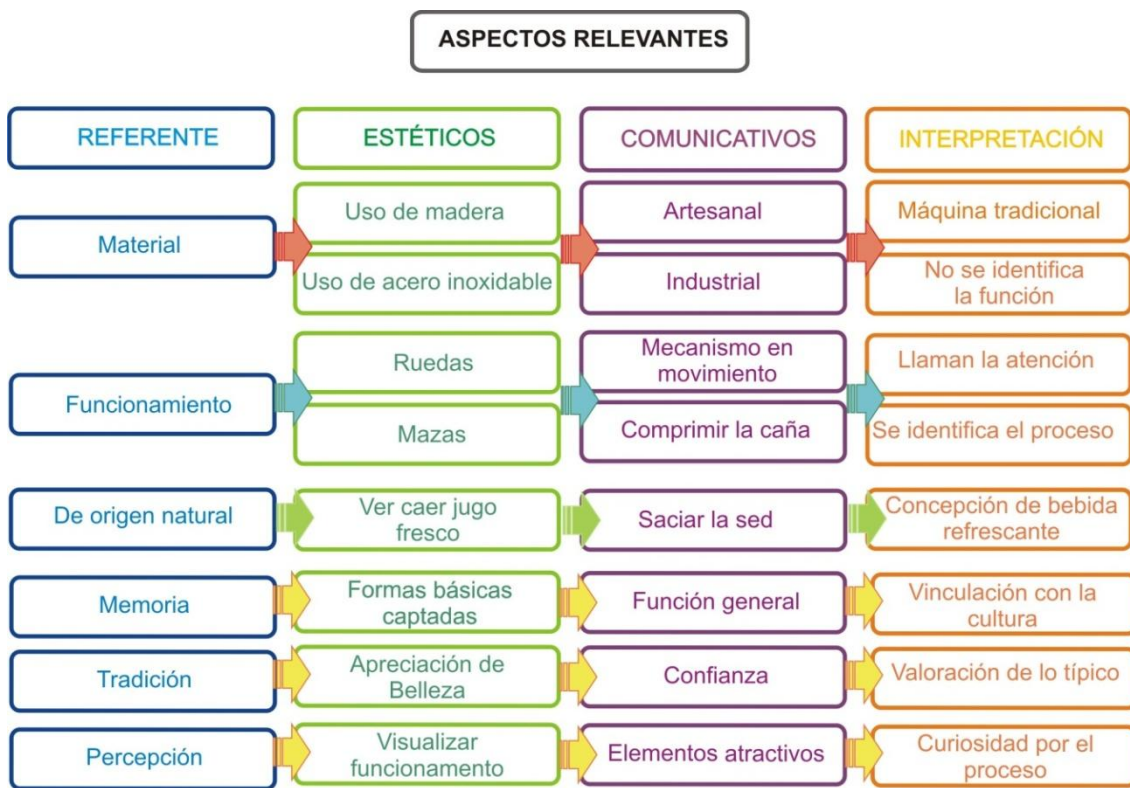 ASPECTOS RELEVANTES
REFERENTE
ESTÉTICOS
COMUNICATIVOS
INTERPRETACIÓN
Material
Uso de madera
Uso de acero inoxidable
Artesanal
Industrial
Máquina tradicional
No se identifica
la función
Funcionamiento
Ruedas
Mazas
Mecanismo en
movimiento
Comprimir la caña
Llaman la atención
Se identifica el proceso
De origen natural
Ver caer jugo
fresco
Saciar la sed
Concepción de bebida
refrescante
Memoria
Formas básicas
captadas
Función general
Vinculación con la
cultura
Tradición
Apreciación de
Belleza
Confianza
Valoración de lo típico
Percepción
Visualizar
funcionamento
Elementos atractivos
Curiosidad por el
proceso